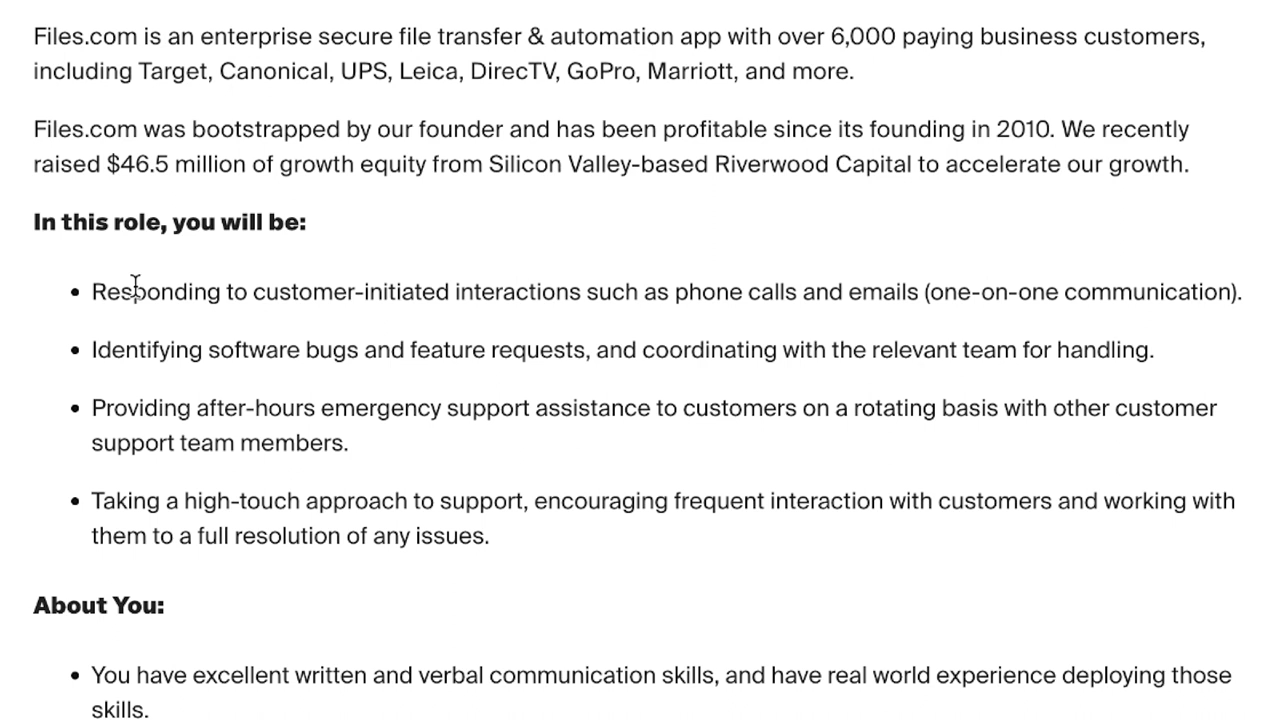 Files.com is an enterprise secure file transfer & automation app with over 6,000 paying business customers,
including Target, Canonical, UPS, Leica, DirecTV, GoPro, Marriott, and more.
Files.com was bootstrapped by our founder and has been profitable since its founding in 2010. We recently
raised $46.5 million of growth equity from Silicon Valley-based Riverwood Capital to accelerate our growth.
In this role, you will be:
• Responding to customer-initiated interactions such as phone calls and emails (one-on-one communication).
• Identifying software bugs and feature requests, and coordinating with the relevant team for handling.
• Providing after-hours emergency support assistance to customers on a rotating basis with other customer
support team members.
• Taking a high-touch approach to support, encouraging frequent interaction with customers and working with
them to a full resolution of any issues.
About You:
• You have excellent written and verbal communication skills, and have real world experience deploying those
skills.